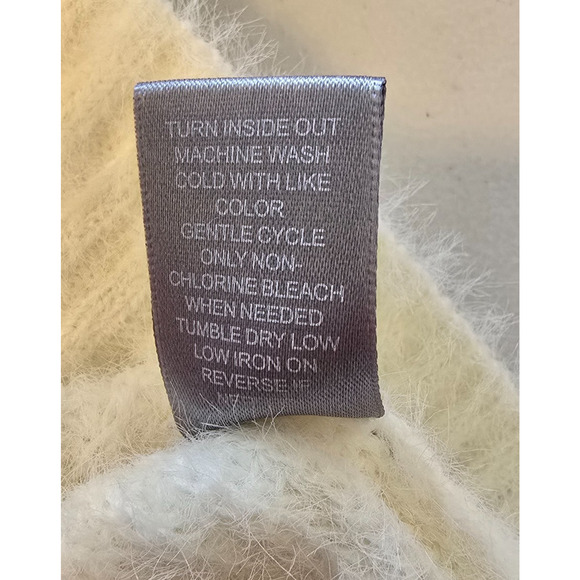 TURN INSIDE OUT
MACHINE WASH
COLD WITH LIKE
COLOR
GENTLE CYCLE
ONLY NON-
CHLORINE BLEACH
WHEN NEEDED
TUMBLE DRY LOW
LOW IRON ON
REVERSE IF